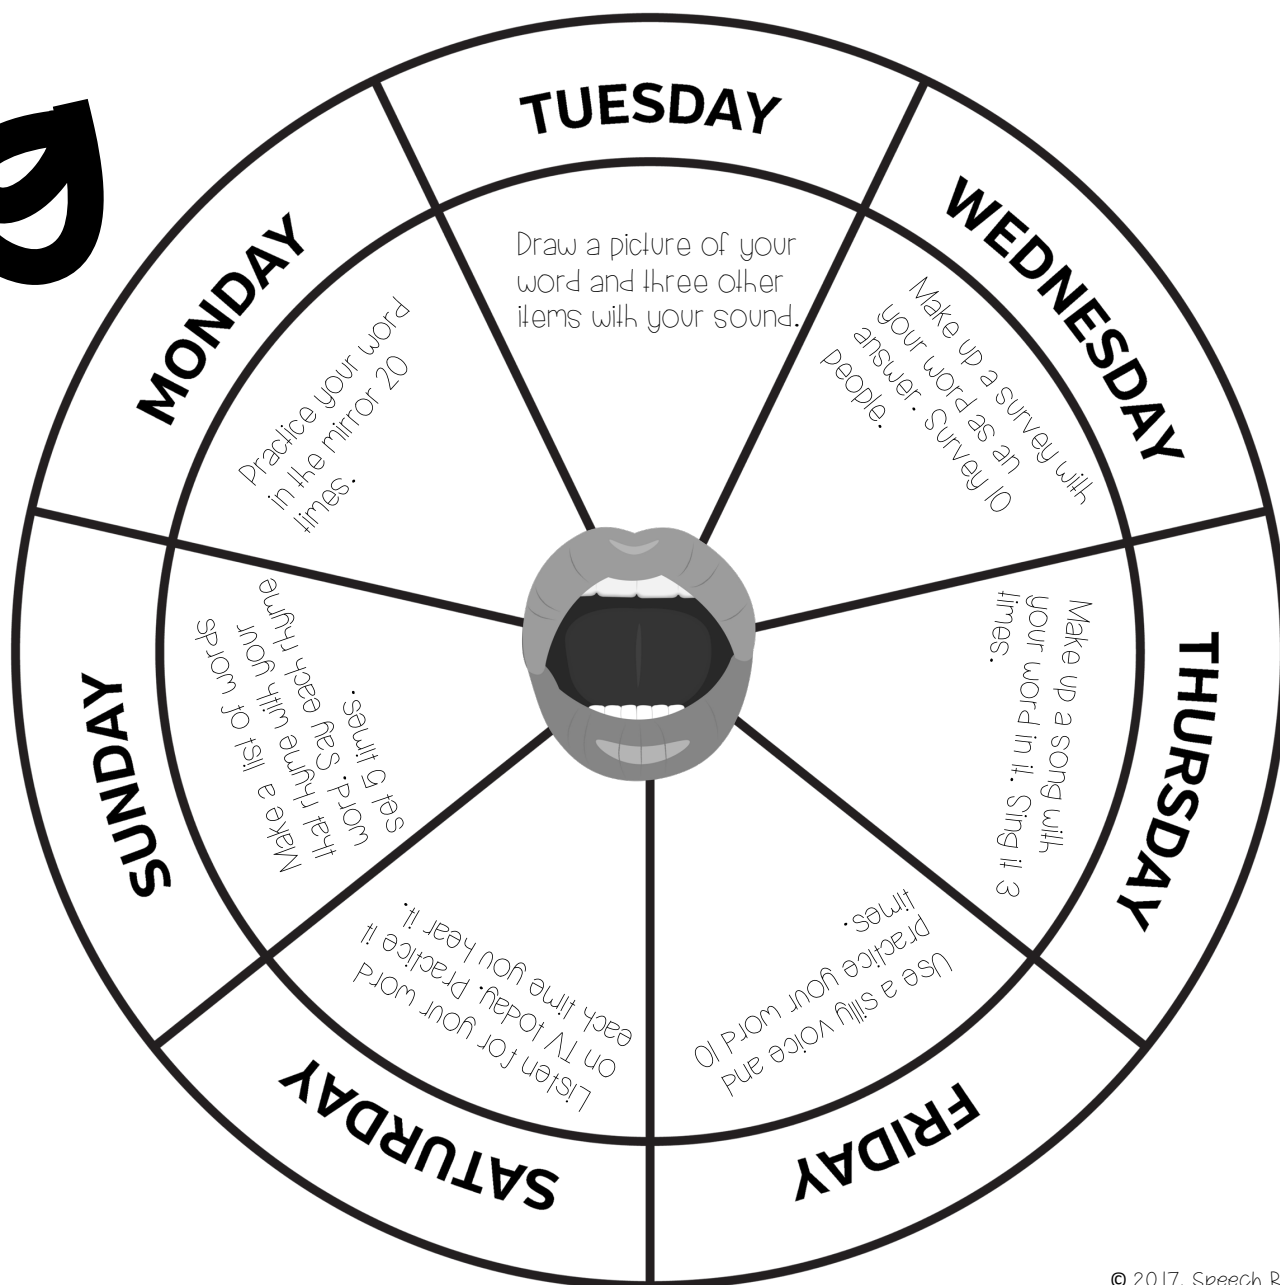 MONDAY
Practice your word
in the mirror 20
times.
TUESDAY
Draw a picture of your
word and three other
items with your sound.
WEDNESDAY
Make up a survey with
your word as an
answer. Survey 10
people.
THURSDAY
Make up a song with
your word in it. Sing it 3
times.
FRIDAY
Use a silly voice and
practice your word 10
times.
SATURDAY
Listen for your word
on TV today. Practice it
each time you hear it.
SUNDAY
Make a list of words
that rhyme with your
word. Say each rhyme
set 5 times.
© 2017, Speech